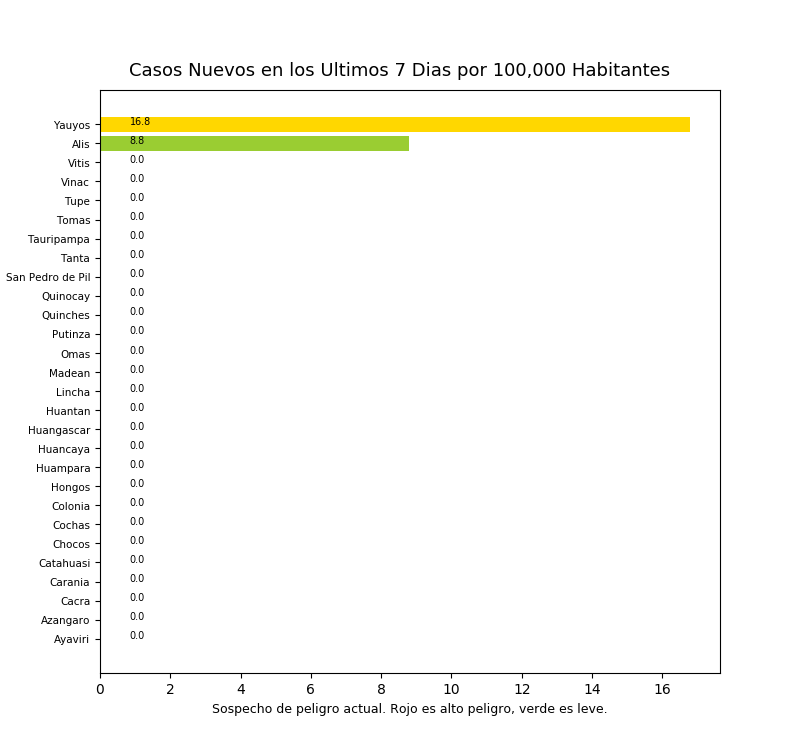 Casos Nuevos en los Ultimos 7 Dias por 100,000 Habitantes
Yauyos 16.8
Alis 8.8
Vitis 0.0
Vinac 0.0
Tupe 0.0
Tomas 0.0
Tauripampa 0.0
Tanta 0.0
San Pedro de Pil 0.0
Quinocay 0.0
Quinches 0.0
Putinza 0.0
Omas 0.0
Madean 0.0
Lincha 0.0
Huantan 0.0
Huangascar 0.0
Huancaya 0.0
Huampara 0.0
Hongos 0.0
Colonia 0.0
Cochas 0.0
Chocos 0.0
Catahuasi 0.0
Carania 0.0
Cacra 0.0
Azangaro 0.0
Ayaviri 0.0
0 2 4 6 8 10 12 14 16
Sospecho de peligro actual. Rojo es alto peligro, verde es leve.